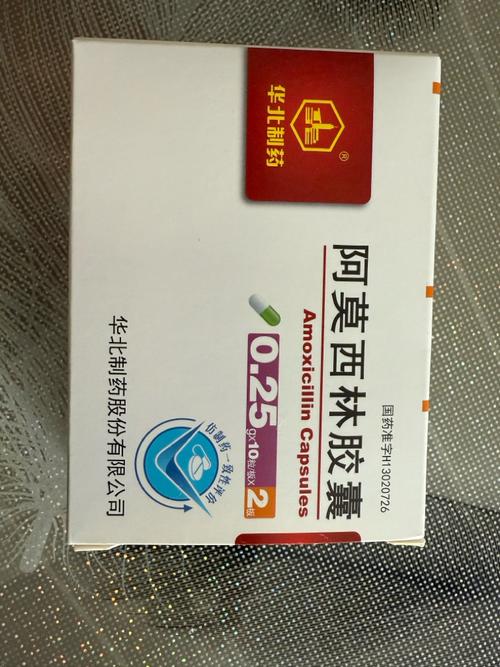 华北制药
®
国药准字H13020726
阿莫西林胶囊
Amoxicillin Capsules
0.25g×10粒/板×2板
仿制药一致性评价
华北制药股份有限公司